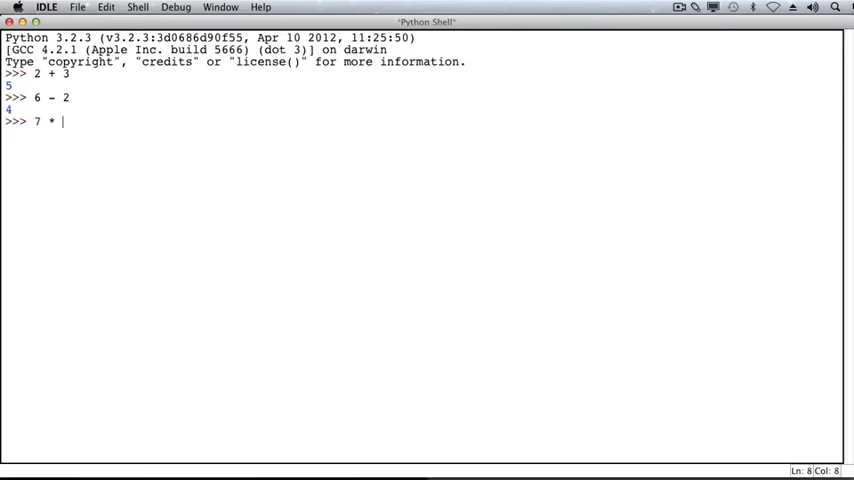 IDLE File Edit Shell Debug Window Help
*Python Shell*
Python 3.2.3 (v3.2.3:3d0686d90f55, Apr 10 2012, 11:25:50)
[GCC 4.2.1 (Apple Inc. build 5666) (dot 3)] on darwin
Type "copyright", "credits" or "license()" for more information.
>>> 2 + 3
5
>>> 6 - 2
4
>>> 7 *
Ln: 8 Col: 8